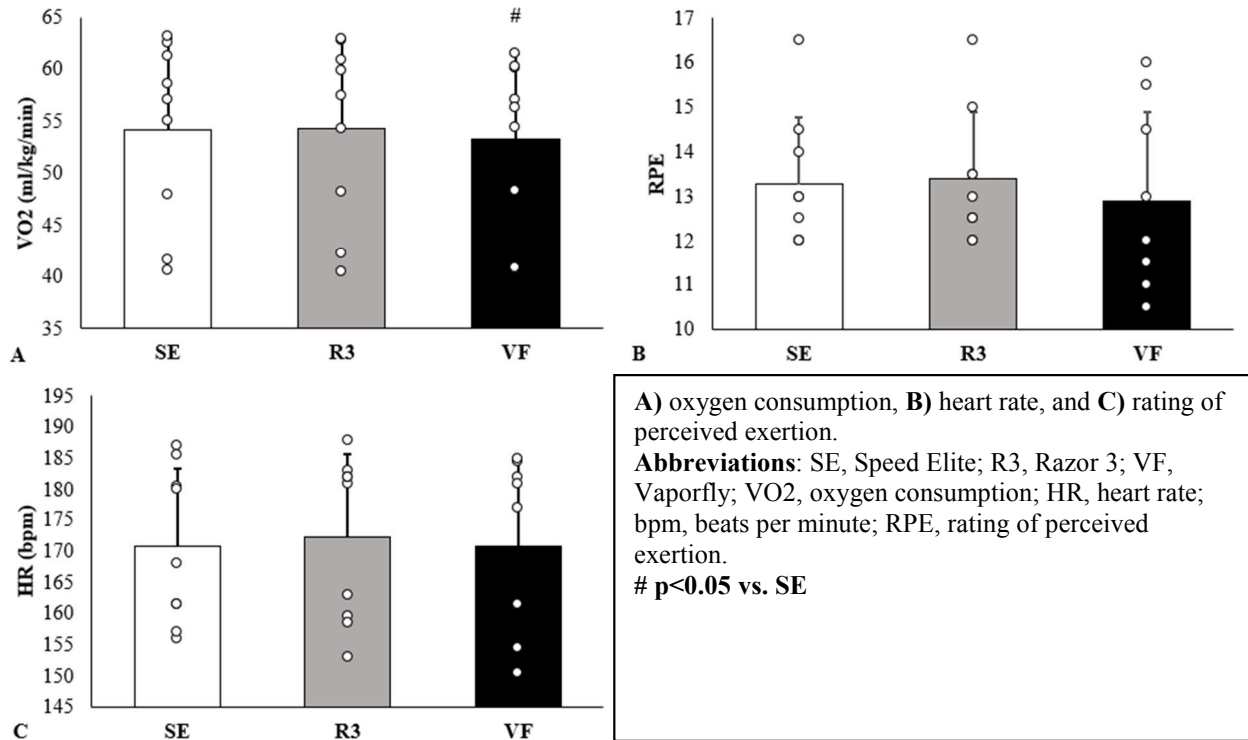 65
60
55
50
45
40
35
VO2 (ml/kg/min)
#
A
SE R3 VF
17
16
15
14
13
12
11
10
RPE
B
SE R3 VF
195
190
185
180
175
170
165
160
155
150
145
HR (bpm)
C
SE R3 VF
A) oxygen consumption, B) heart rate, and C) rating of
perceived exertion.
Abbreviations: SE, Speed Elite; R3, Razor 3; VF,
Vaporfly; VO2, oxygen consumption; HR, heart rate;
bpm, beats per minute; RPE, rating of perceived
exertion.
# p<0.05 vs. SE